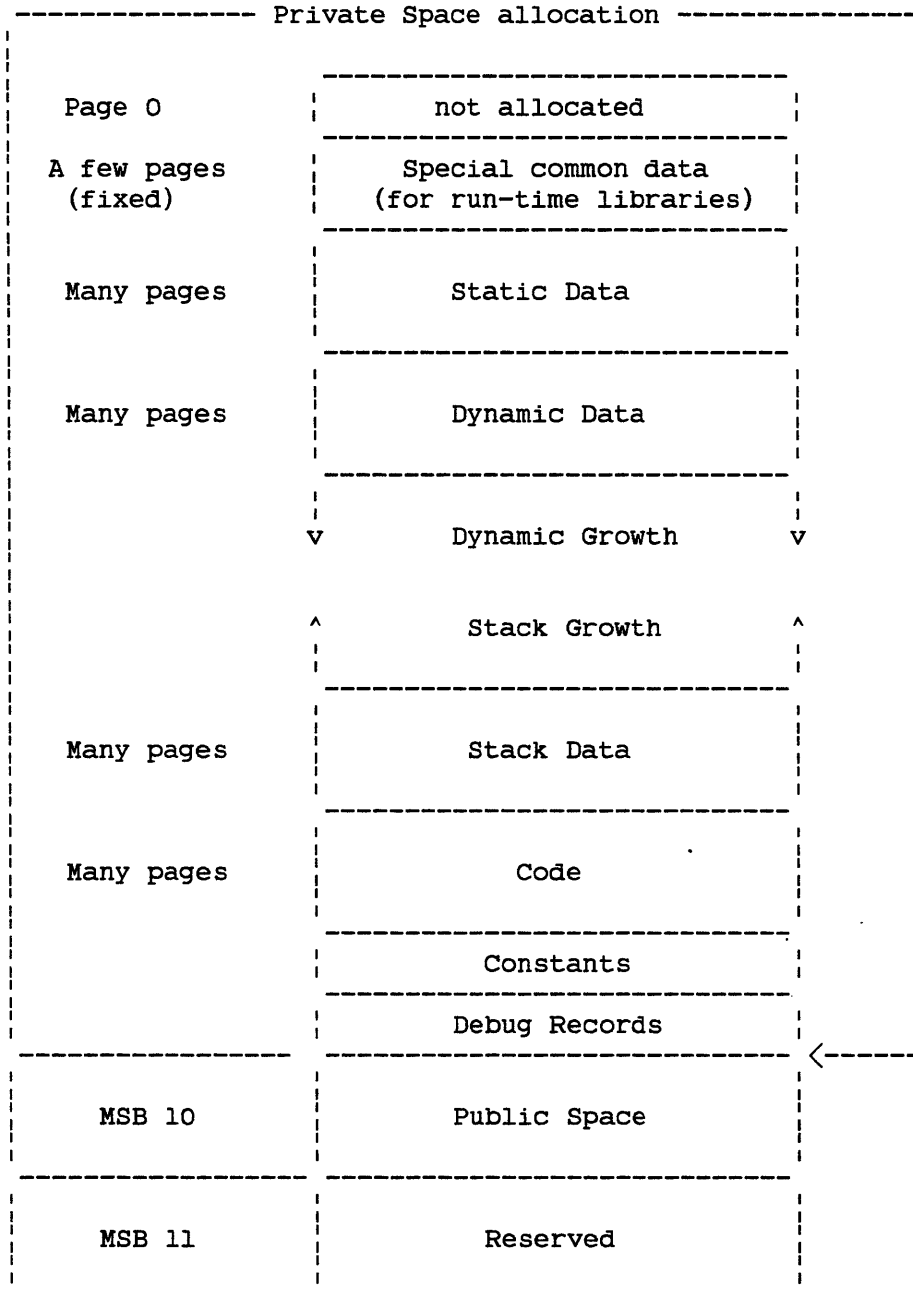 Private Space allocation
Page 0 not allocated
A few pages Special common data
(fixed) (for run-time libraries)
Many pages Static Data
Many pages Dynamic Data
Dynamic Growth
Stack Growth
Many pages Stack Data
Many pages Code
Constants
Debug Records
MSB 10 Public Space
MSB 11 Reserved